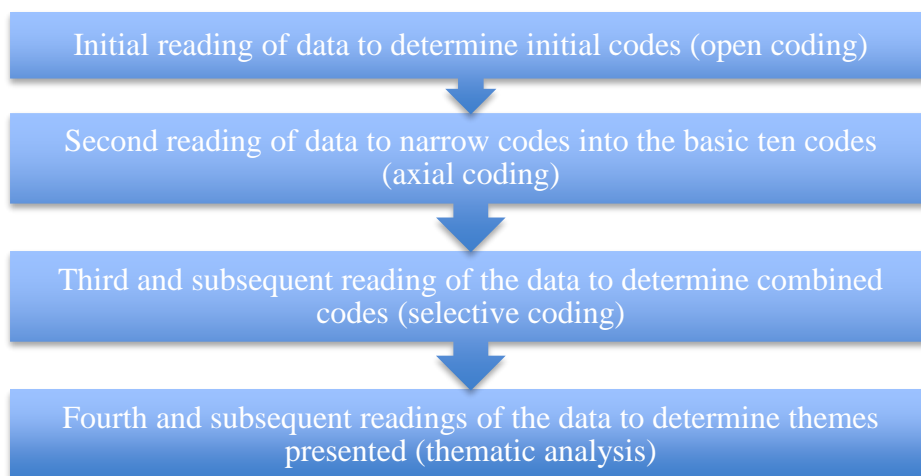 Initial reading of data to determine initial codes (open coding)
Second reading of data to narrow codes into the basic ten codes
(axial coding)
Third and subsequent reading of the data to determine combined
codes (selective coding)
Fourth and subsequent readings of the data to determine themes
presented (thematic analysis)